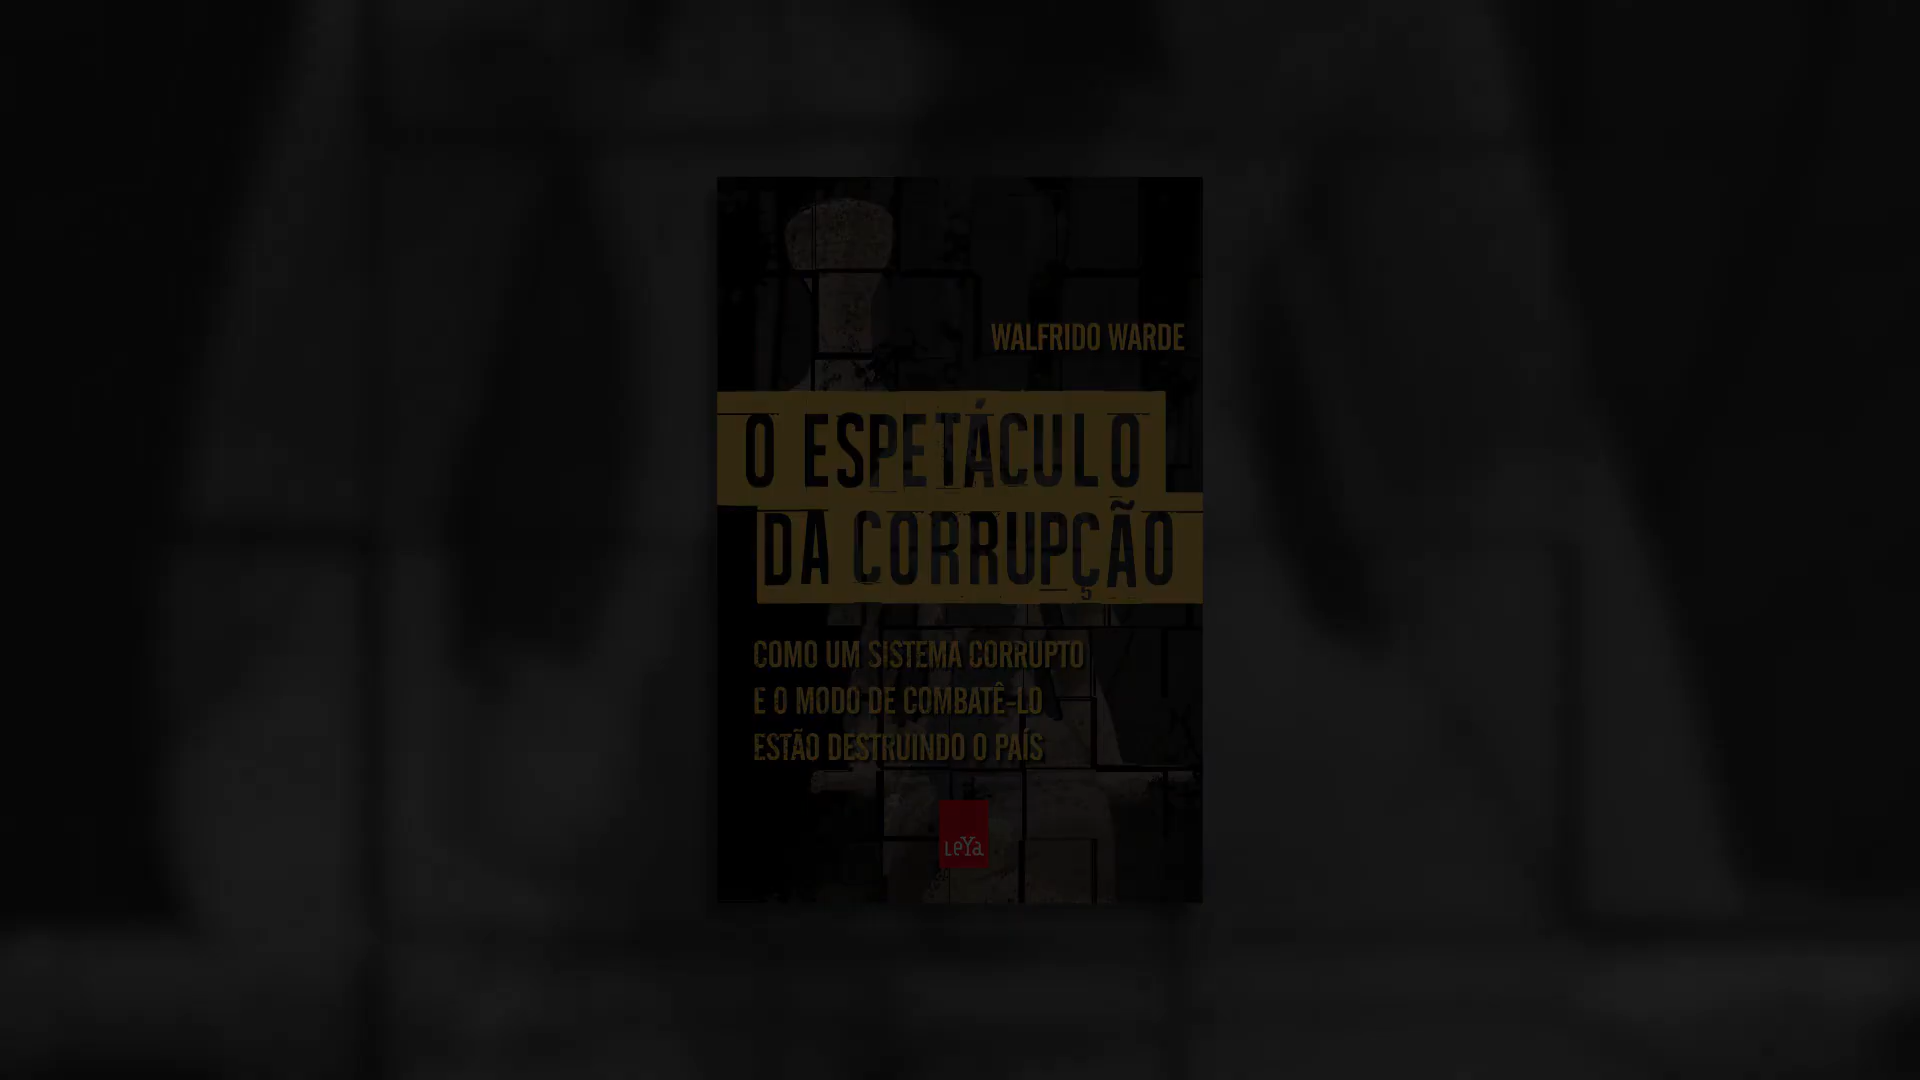 WALFRIDO WARDE
O ESPETÁCULO
DA CORRUPÇÃO
COMO UM SISTEMA CORRUPTO
E O MODO DE COMBATÊ-LO
ESTÃO DESTRUINDO O PAÍS
LeYa